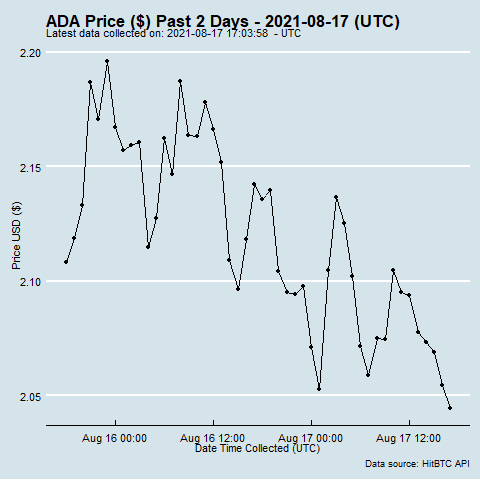 ADA Price ($) Past 2 Days - 2021-08-17 (UTC)
Latest data collected on: 2021-08-17 17:03:58 - UTC
2.20
2.15
2.10
2.05
Price USD ($)
Aug 16 00:00
Aug 16 12:00
Aug 17 00:00
Aug 17 12:00
Date Time Collected (UTC)
Data source: HitBTC API